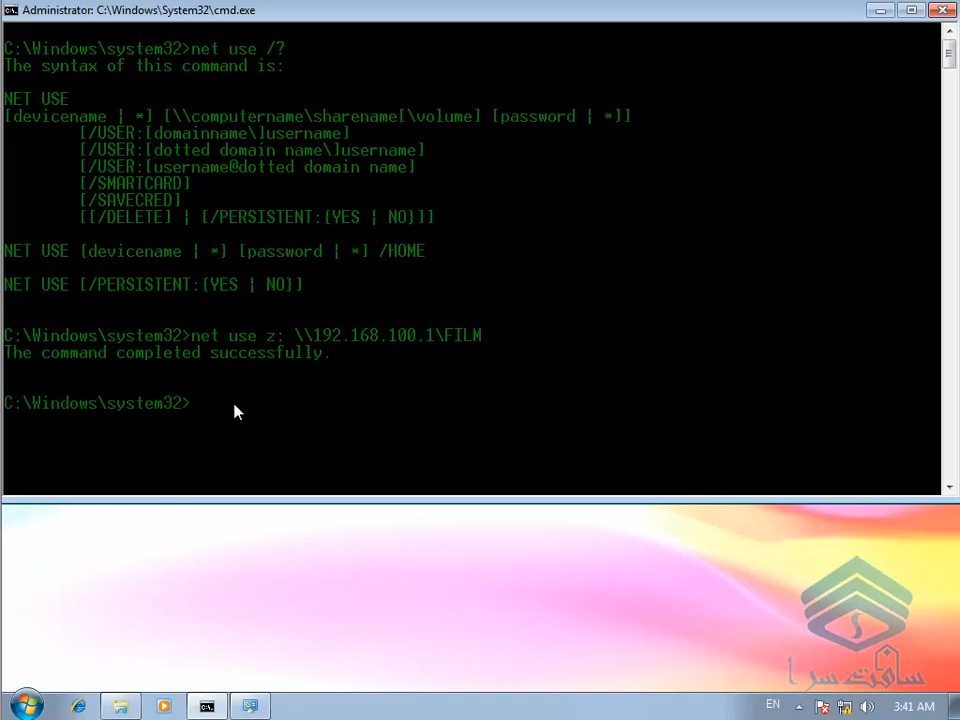 Administrator: C:\Windows\System32\cmd.exe
C:\Windows\system32>net use /?
The syntax of this command is:
NET USE
[devicename | *] [\\computername\sharename[\volume] [password | *]]
[/USER:[domainname\]username]
[/USER:[dotted domain name\]username]
[/USER:[username@dotted domain name]
[/SMARTCARD]
[/SAVECRED]
[[/DELETE] | [/PERSISTENT:{YES | NO}]]
NET USE {devicename | *} [password | *] /HOME
NET USE [/PERSISTENT:{YES | NO}]
C:\Windows\system32>net use z: \\192.168.100.1\FILM
The command completed successfully.
C:\Windows\system32>
سافت سرا
EN
3:41 AM